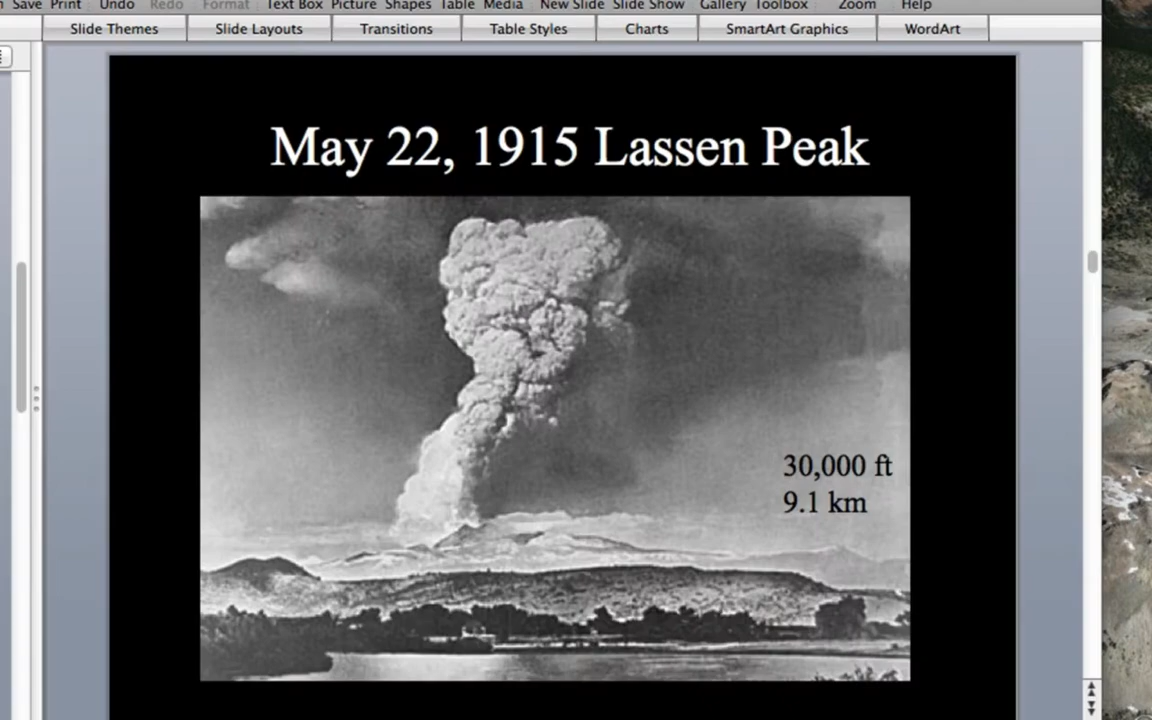 Save Print Undo Redo Format Text Box Picture Shapes Table Media New Slide Slide Show Gallery Toolbox Zoom Help
Slide Themes Slide Layouts Transitions Table Styles Charts SmartArt Graphics WordArt
May 22, 1915 Lassen Peak
30,000 ft
9.1 km